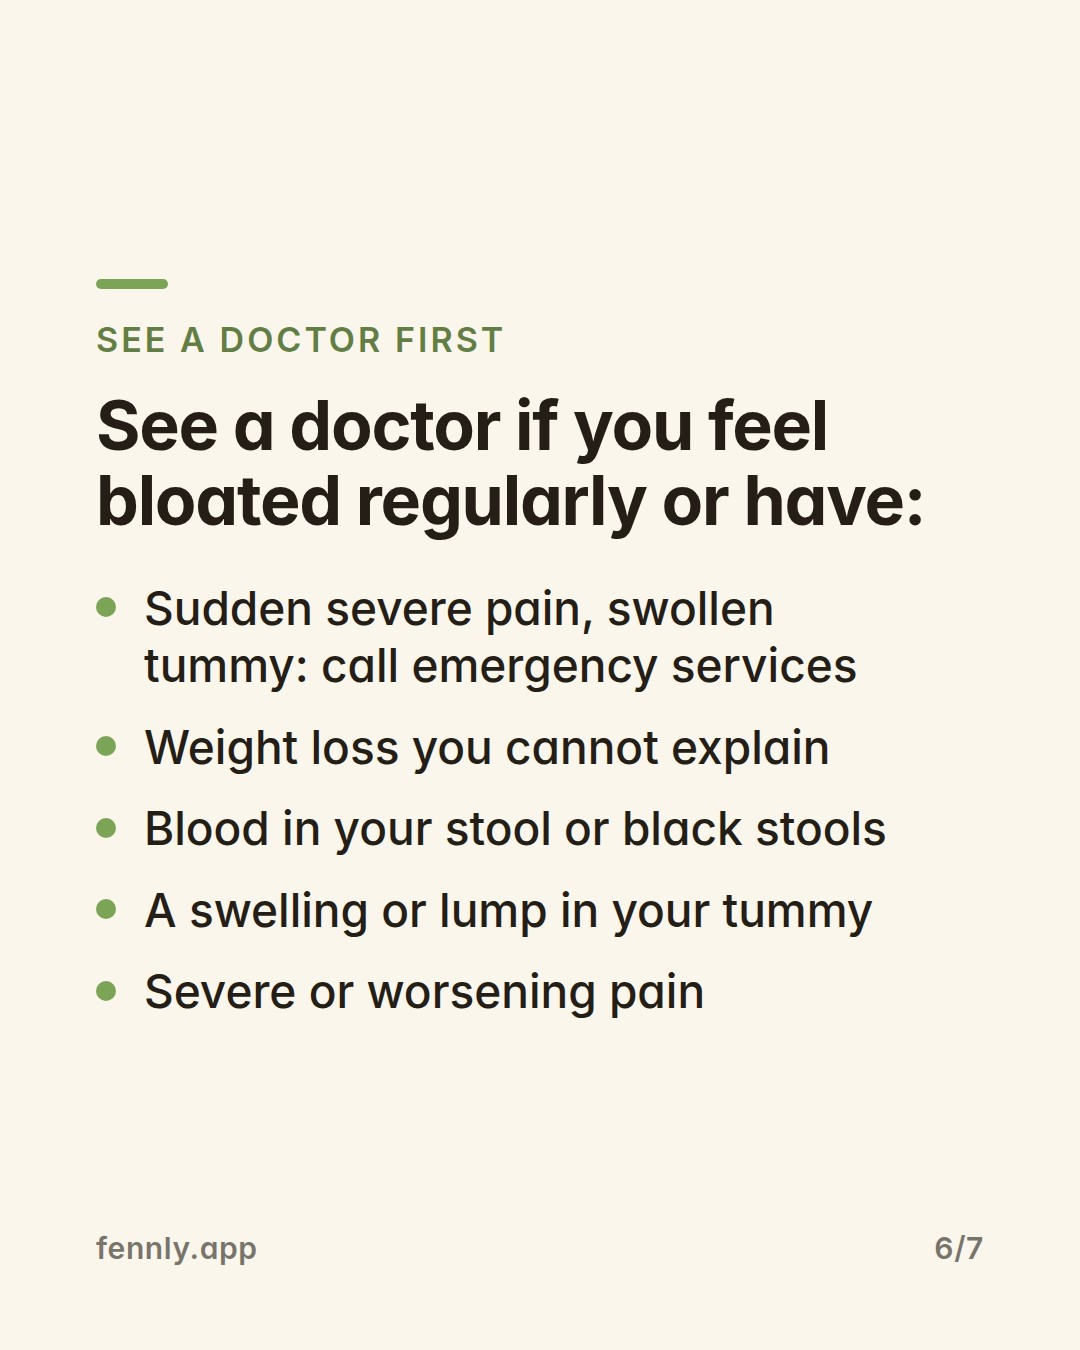 SEE A DOCTOR FIRST
See a doctor if you feel
bloated regularly or have:
Sudden severe pain, swollen
tummy: call emergency services
Weight loss you cannot explain
Blood in your stool or black stools
A swelling or lump in your tummy
Severe or worsening pain
fennly.app
6/7